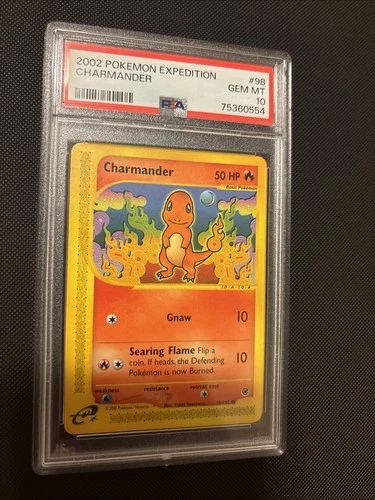 2002 POKEMON EXPEDITION #98
CHARMANDER GEM MT
PSA 10
75360554
Charmander 50 HP
Basic Pokémon
Gnaw 10
Searing Flame Flip a
coin. If heads, the Defending 10
Pokémon is now Burned.
weakness resistance retreat cost
e